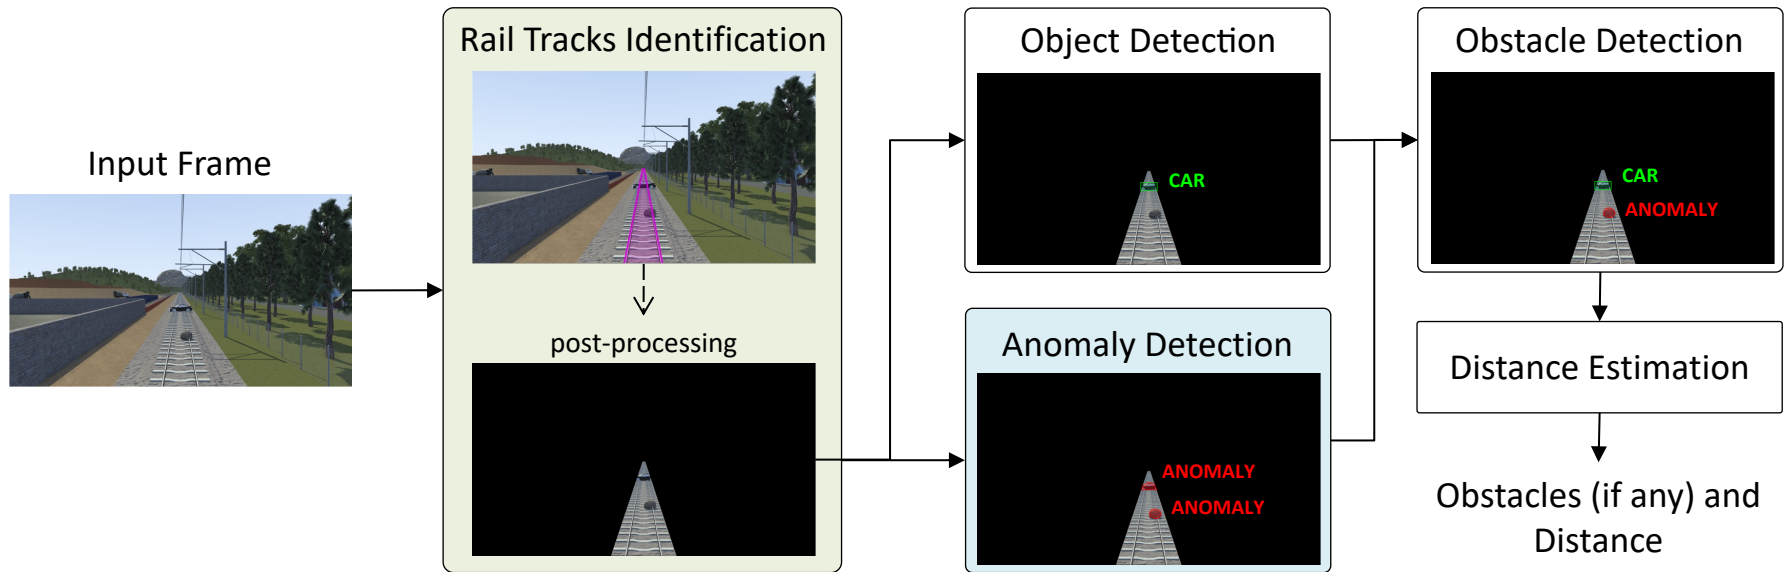 Input Frame
Rail Tracks Identification
post-processing
Object Detection
CAR
Anomaly Detection
ANOMALY
ANOMALY
Obstacle Detection
CAR
ANOMALY
Distance Estimation
Obstacles (if any) and
Distance